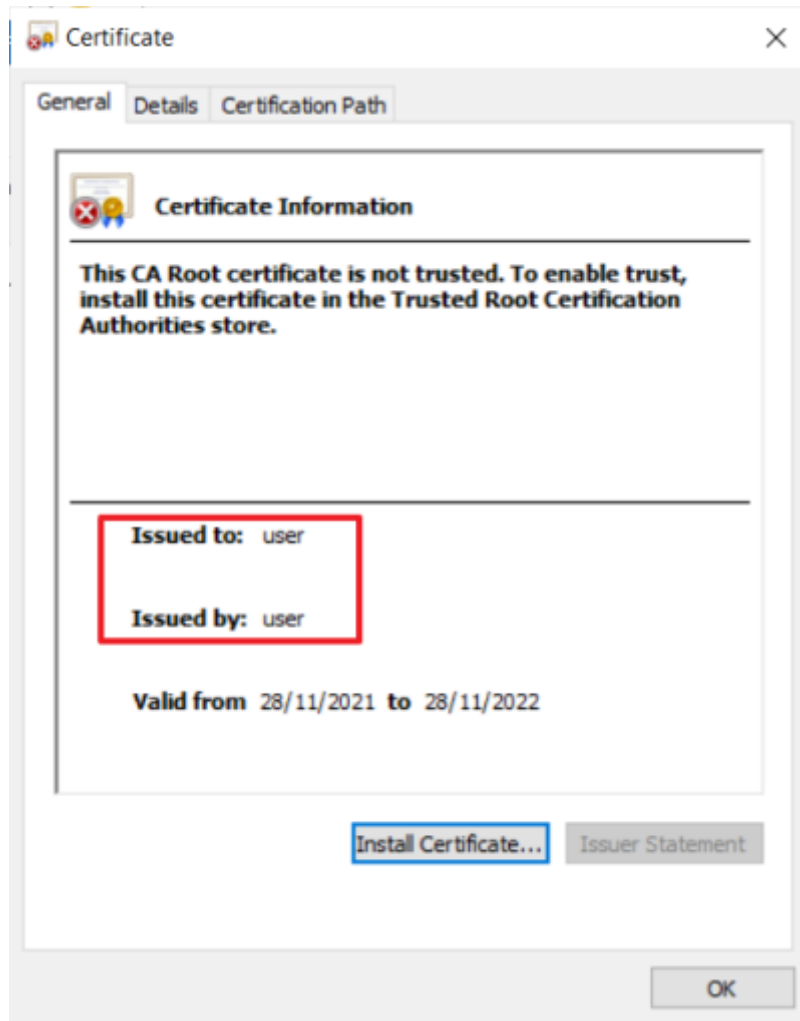 Certificate
General Details Certification Path
Certificate Information
This CA Root certificate is not trusted. To enable trust,
install this certificate in the Trusted Root Certification
Authorities store.
Issued to: user
Issued by: user
Valid from 28/11/2021 to 28/11/2022
Install Certificate... Issuer Statement
OK